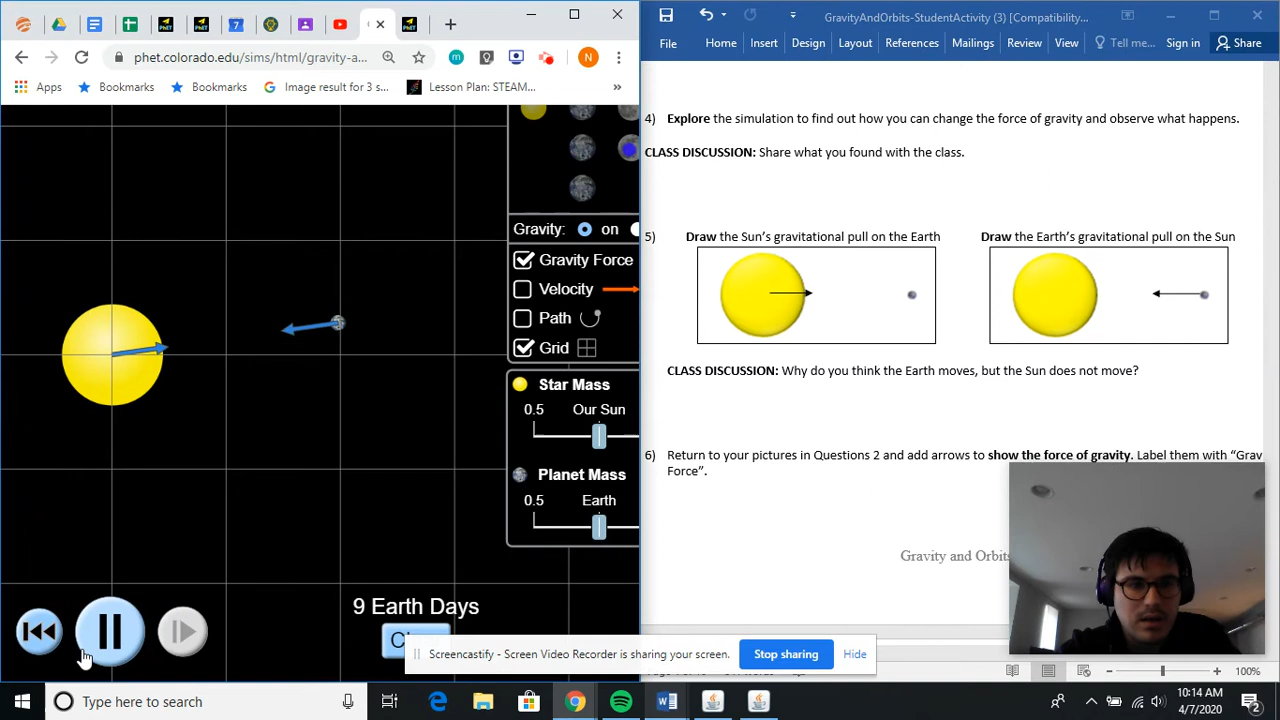 phet.colorado.edu/sims/html/gravity-a...
N
Apps
Bookmarks
Bookmarks
Image result for 3 s...
Lesson Plan: STEAM...
»
Gravity: on
Gravity Force
Velocity
Path
Grid
Star Mass
0.5 Our Sun
Planet Mass
0.5 Earth
9 Earth Days
GravityAndOrbits-StudentActivity (3) [Compatibility...
File Home Insert Design Layout References Mailings Review View Tell me... Sign in Share
4) Explore the simulation to find out how you can change the force of gravity and observe what happens.
CLASS DISCUSSION: Share what you found with the class.
5) Draw the Sun's gravitational pull on the Earth Draw the Earth's gravitational pull on the Sun
CLASS DISCUSSION: Why do you think the Earth moves, but the Sun does not move?
6) Return to your pictures in Questions 2 and add arrows to show the force of gravity. Label them with "Grav
Force".
Gravity and Orbits
Screencastify - Screen Video Recorder is sharing your screen. Stop sharing Hide
100%
Type here to search
10:14 AM
4/7/2020
2